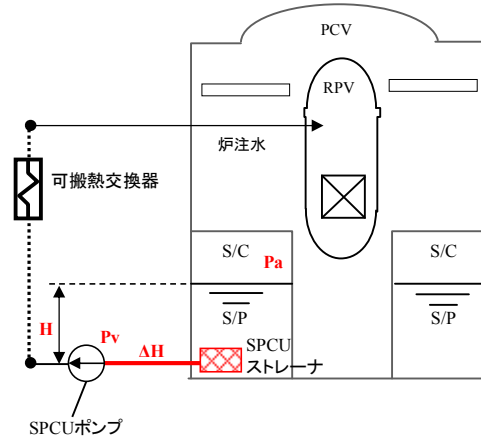 PCV
RPV
炉注水
可搬熱交換器
S/C
Pa
S/C
S/P
S/P
H
Pv
ΔH
SPCU
ストレーナ
SPCUポンプ